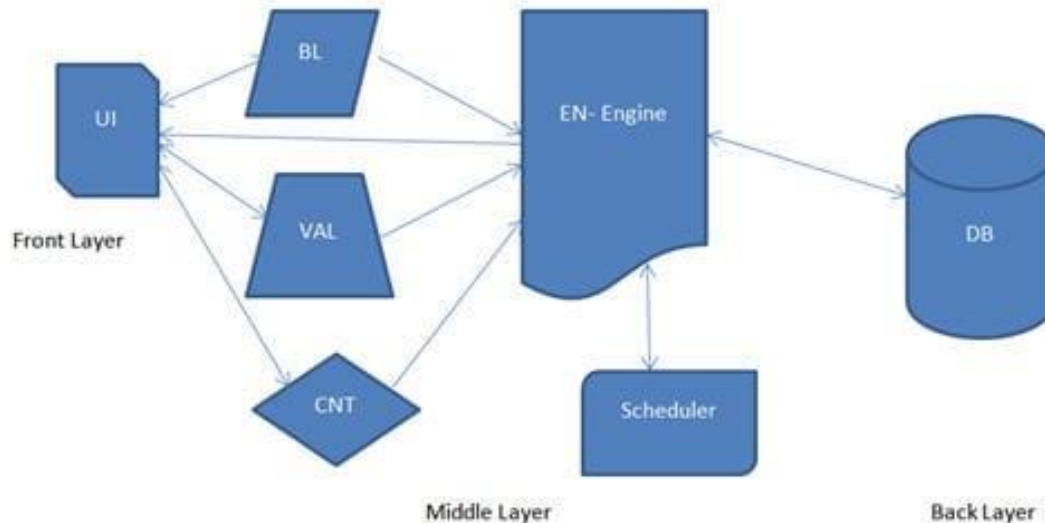 BL
UI
EN- Engine
VAL
DB
Front Layer
CNT
Scheduler
Middle Layer
Back Layer